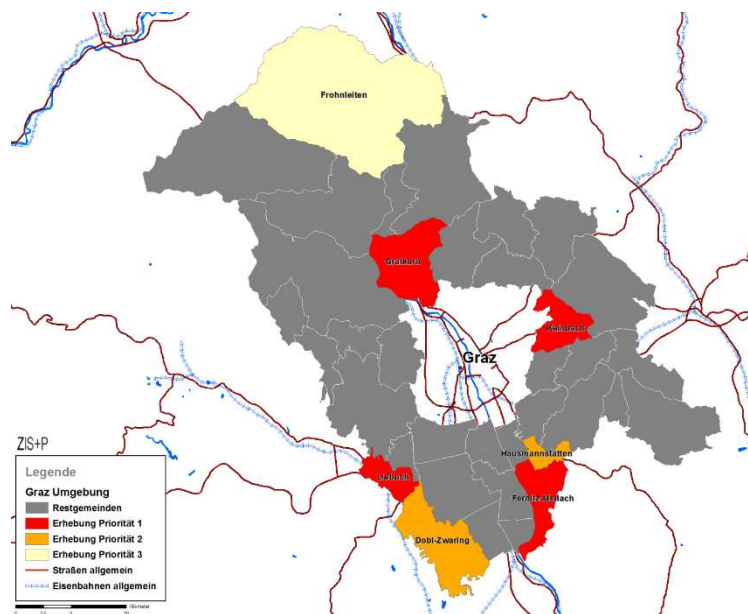 Frohnleiten
Gratkorn
Kainbach
Graz
Hausmannstätten
Lieboch
Fernitz-Mellach
Dobl-Zwaring
ZIS+P
Legende
Graz Umgebung
Restgemeinden
Erhebung Priorität 1
Erhebung Priorität 2
Erhebung Priorität 3
Straßen allgemein
Eisenbahnen allgemein